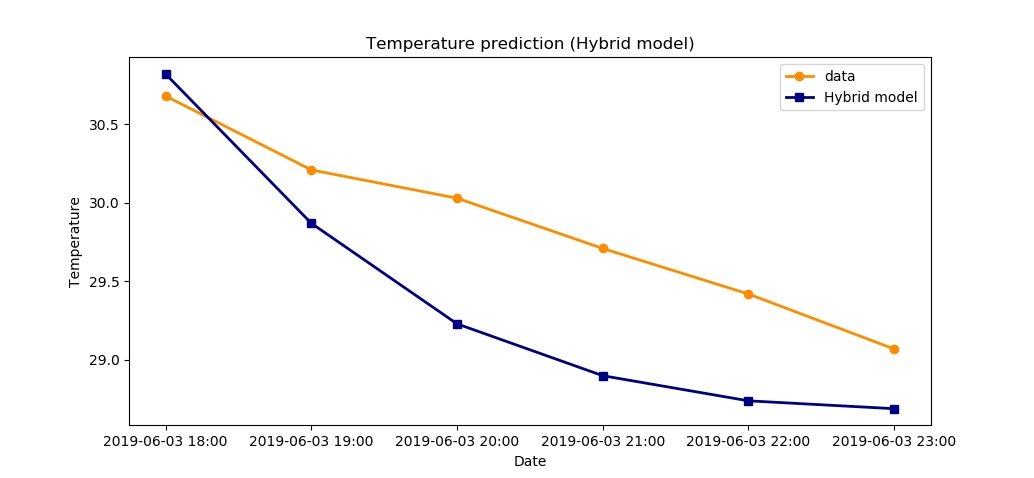 Temperature prediction (Hybrid model)
data
Hybrid model
30.5
30.0
29.5
29.0
Temperature
2019-06-03 18:00 2019-06-03 19:00 2019-06-03 20:00 2019-06-03 21:00 2019-06-03 22:00 2019-06-03 23:00
Date